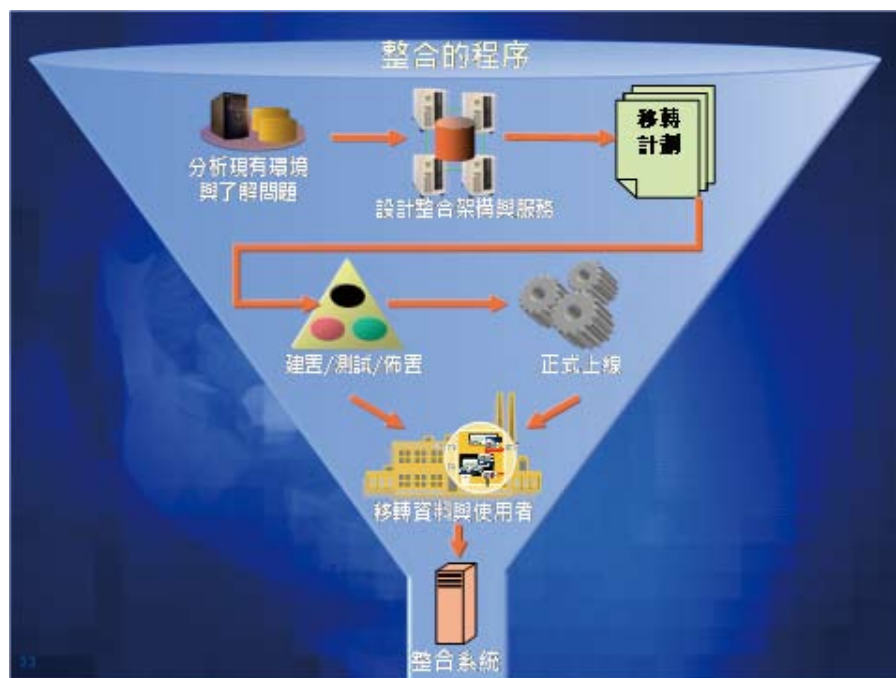 整合的程序
分析現有環境
與了解問題
設計整合架構與服務
移轉
計劃
建置/測試/佈置
正式上線
移轉資料與使用者
整合系統
33